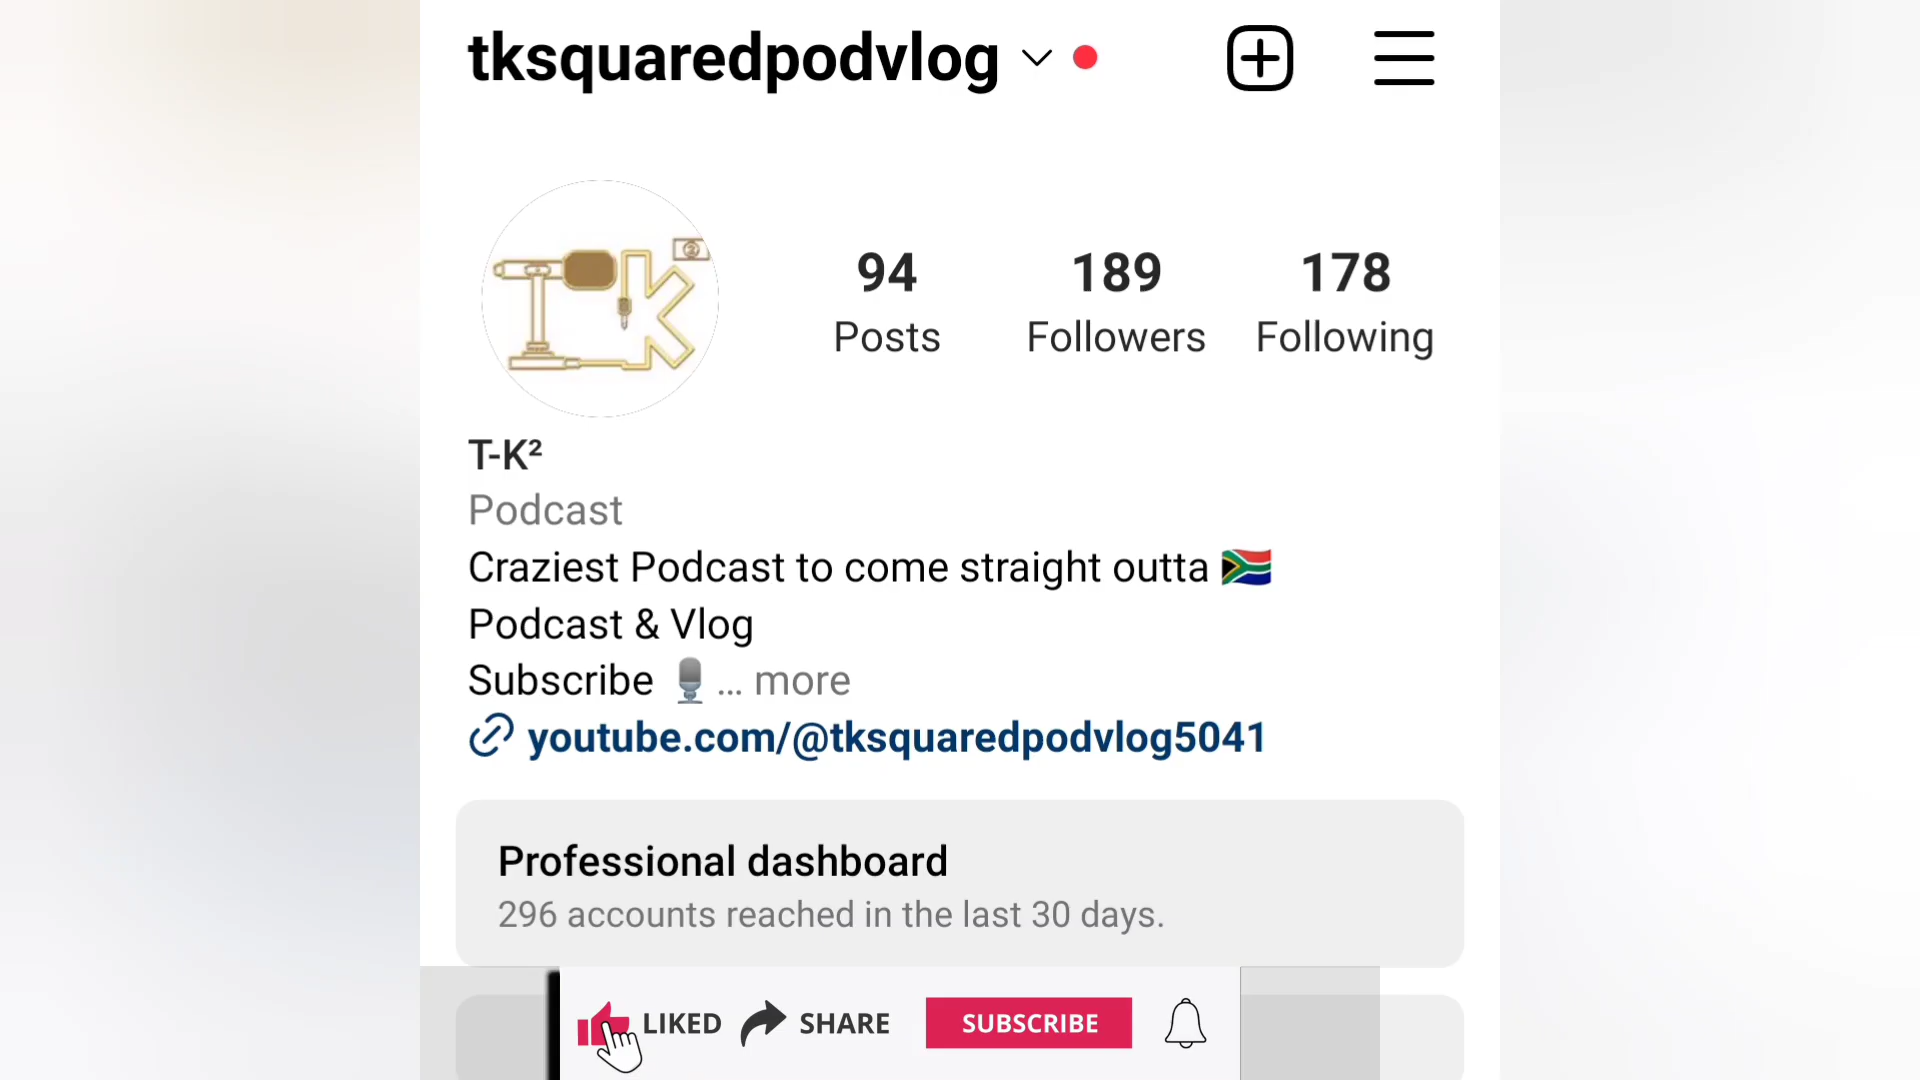 tksquaredpodvlog
94 189 178
Posts Followers Following
T-K²
Podcast
Craziest Podcast to come straight outta 🇿🇦
Podcast & Vlog
Subscribe 🎙️... more
youtube.com/@tksquaredpodvlog5041
Professional dashboard
296 accounts reached in the last 30 days.
LIKED SHARE SUBSCRIBE